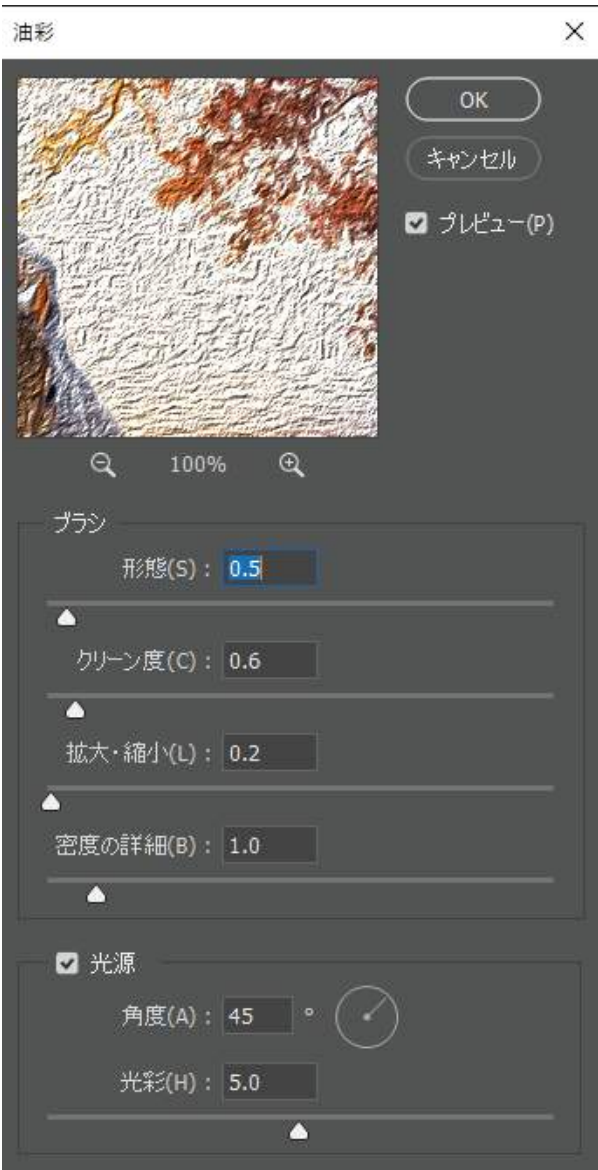 油彩
OK
キャンセル
プレビュー(P)
100%
ブラシ
形態(S) : 0.5
クリーン度(C) : 0.6
拡大・縮小(L) : 0.2
密度の詳細(B) : 1.0
光源
角度(A) : 45 °
光彩(H) : 5.0